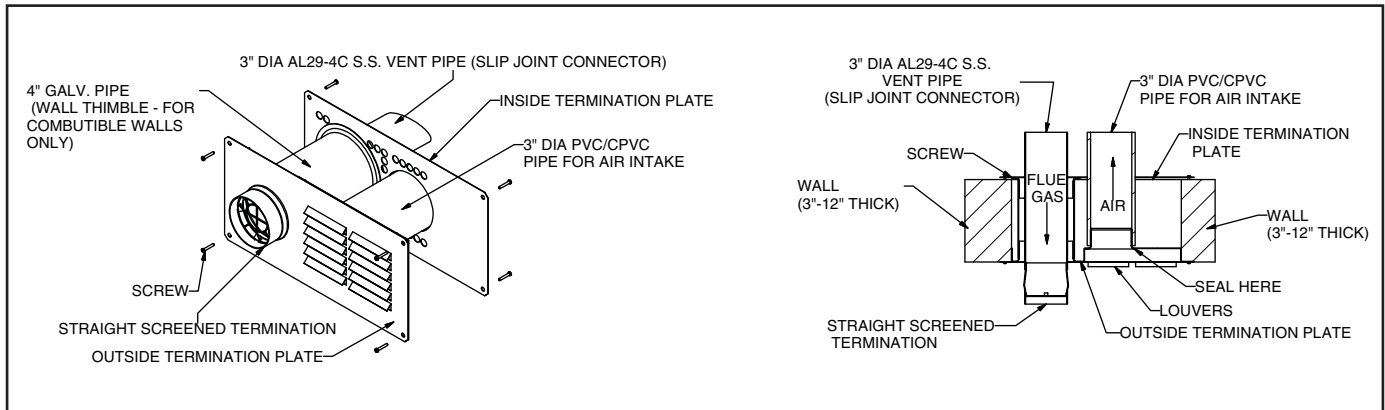 3" DIA AL29-4C S.S. VENT PIPE (SLIP JOINT CONNECTOR)
4" GALV. PIPE
(WALL THIMBLE - FOR
COMBUTIBLE WALLS
ONLY)
INSIDE TERMINATION PLATE
3" DIA PVC/CPVC
PIPE FOR AIR INTAKE
SCREW
STRAIGHT SCREENED TERMINATION
OUTSIDE TERMINATION PLATE
3" DIA AL29-4C S.S.
VENT PIPE
(SLIP JOINT CONNECTOR)
3" DIA PVC/CPVC
PIPE FOR AIR INTAKE
INSIDE TERMINATION
PLATE
SCREW
FLUE
GAS
AIR
WALL
(3"-12" THICK)
WALL
(3"-12" THICK)
SEAL HERE
LOUVERS
OUTSIDE TERMINATION PLATE
STRAIGHT SCREENED
TERMINATION